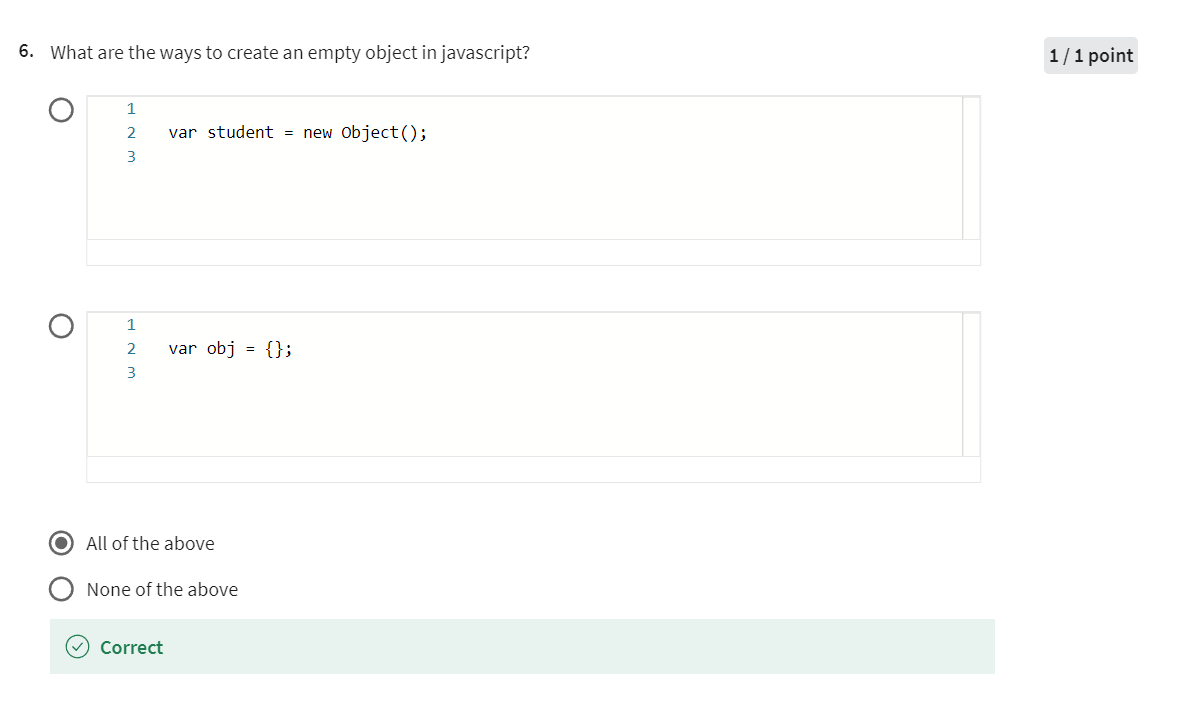 6. What are the ways to create an empty object in javascript?
1 / 1 point
1
2 var student = new Object();
3
1
2 var obj = {};
3
All of the above
None of the above
Correct